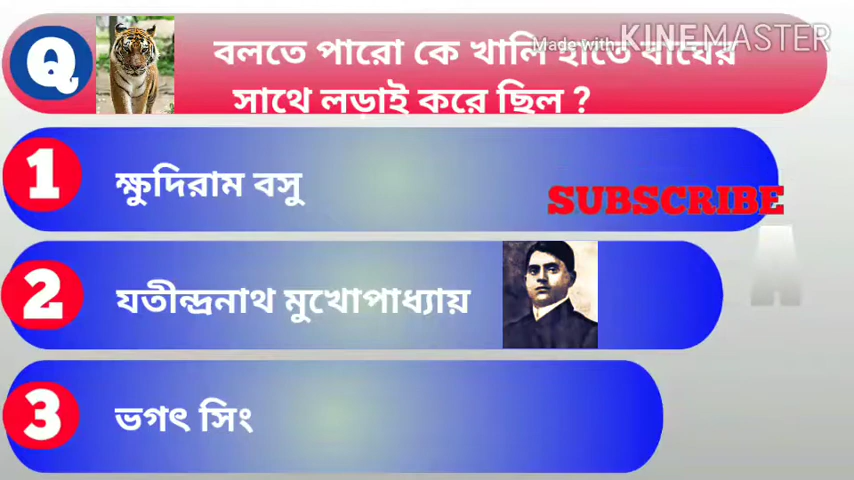 Made with KINEMASTER
Q
বলতে পারো কে খালি হাতে বাঘের
সাথে লড়াই করে ছিল ?
1
ক্ষুদিরাম বসু
SUBSCRIBE
2
যতীন্দ্রনাথ মুখোপাধ্যায়
3
ভগৎ সিং